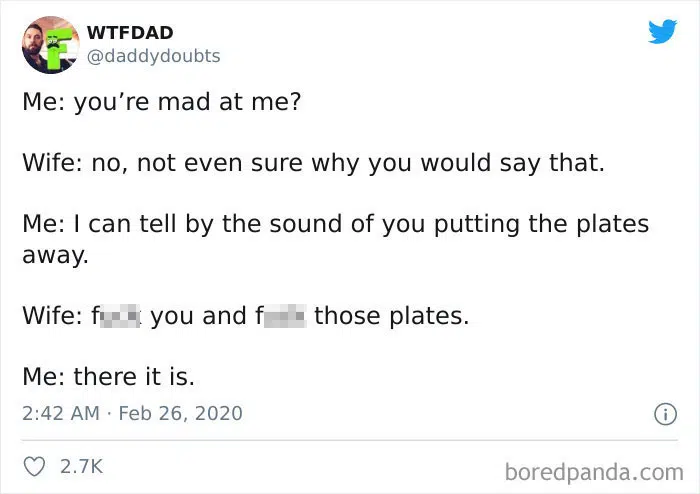 WTFDAD
@daddydoubts
Me: you’re mad at me?
Wife: no, not even sure why you would say that.
Me: I can tell by the sound of you putting the plates
away.
Wife: f you and f those plates.
Me: there it is.
2:42 AM · Feb 26, 2020
2.7K
boredpanda.com